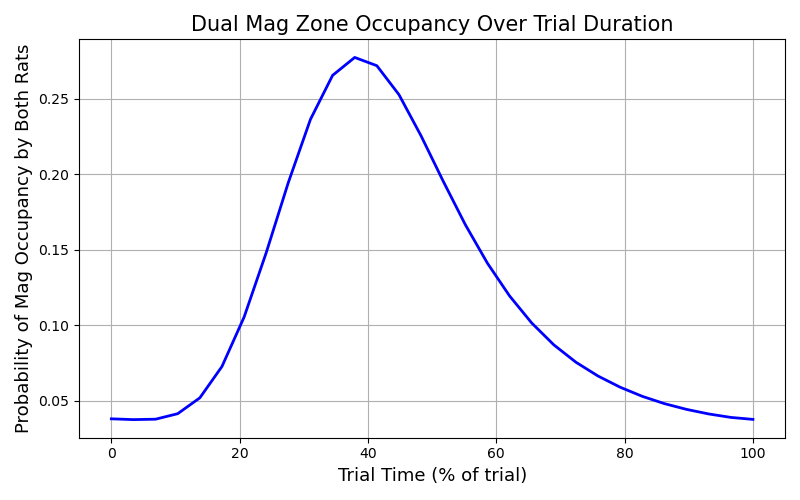 Dual Mag Zone Occupancy Over Trial Duration
Probability of Mag Occupancy by Both Rats
0.25
0.20
0.15
0.10
0.05
0 20 40 60 80 100
Trial Time (% of trial)